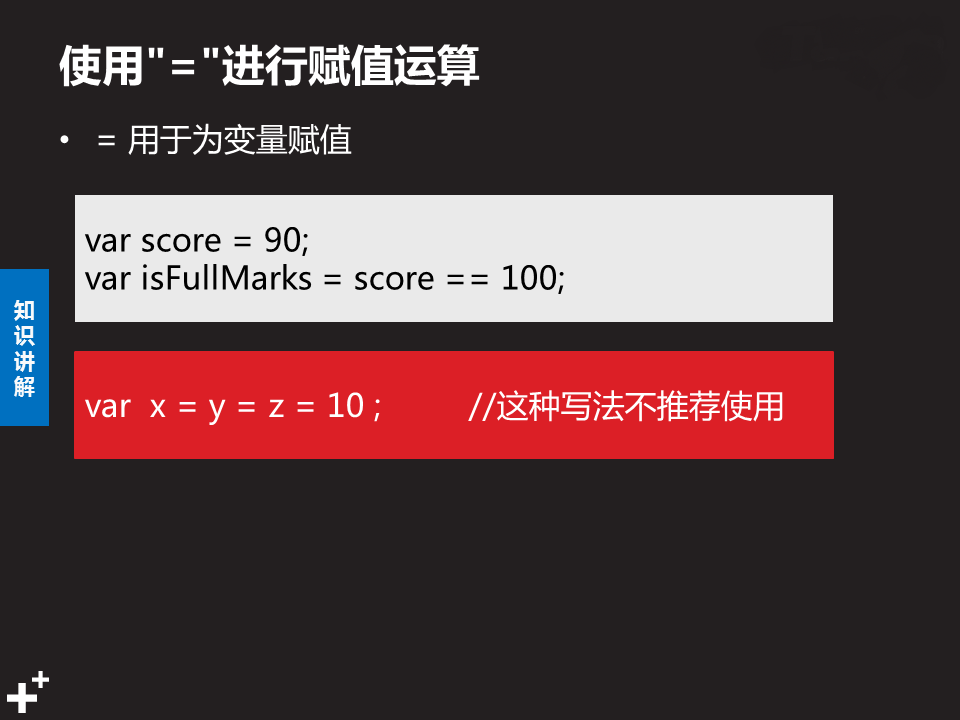 使用"="进行赋值运算
• = 用于为变量赋值
var score = 90;
var isFullMarks = score == 100;
知识讲解
var x = y = z = 10 ; //这种写法不推荐使用